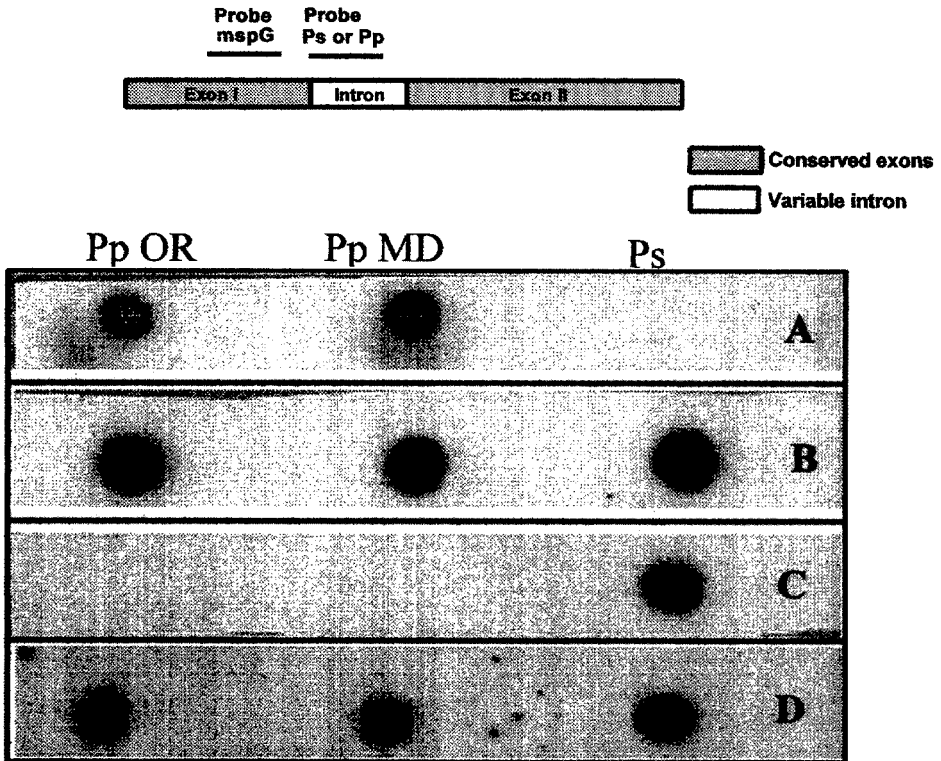 Probe
mspG
Probe
Ps or Pp
Exon I
Intron
Exon II
Conserved exons
Variable intron
Pp OR
Pp MD
Ps
A
B
C
D